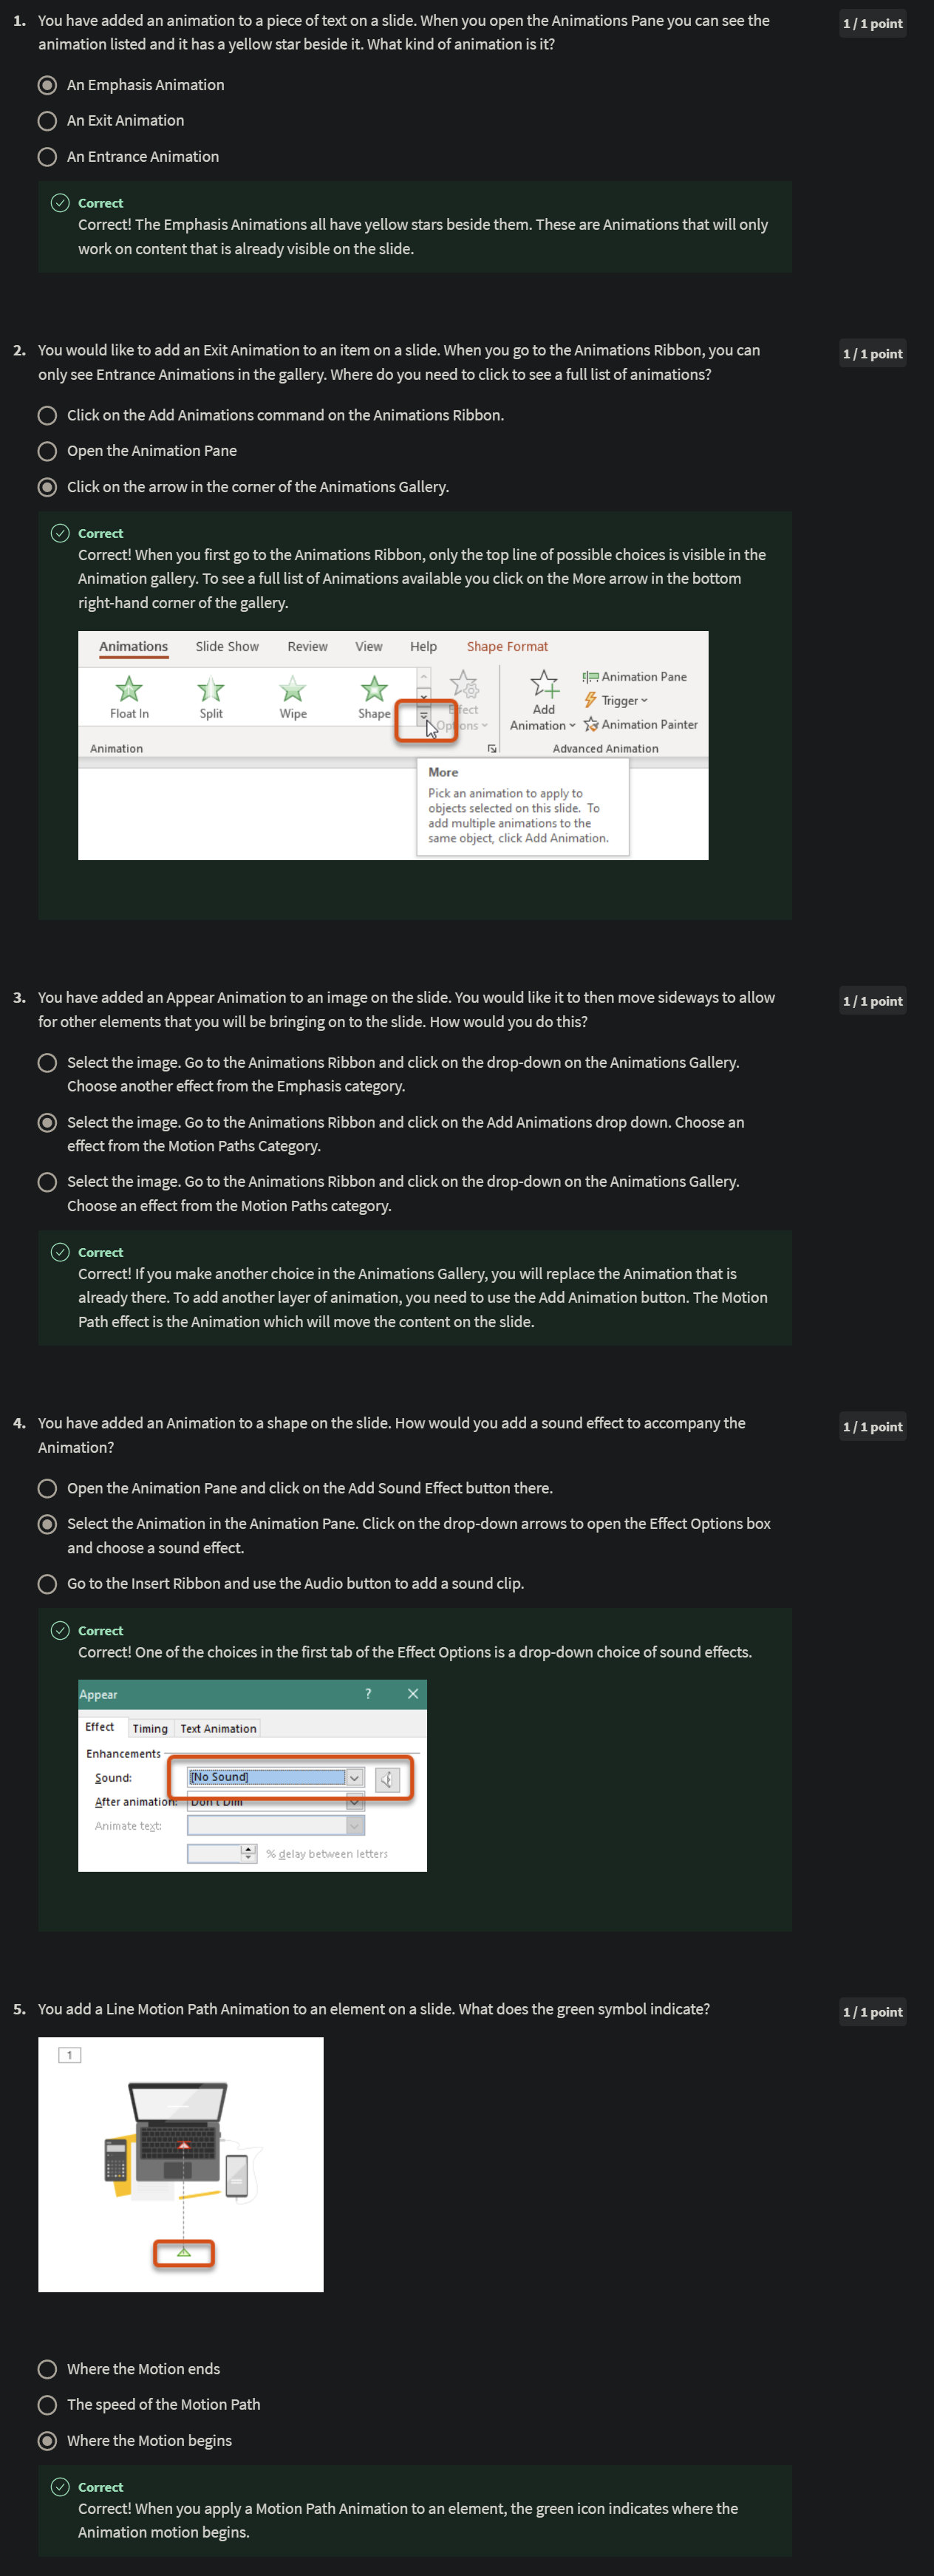 1. You have added an animation to a piece of text on a slide. When you open the Animations Pane you can see the
animation listed and it has a yellow star beside it. What kind of animation is it?
1 / 1 point
An Emphasis Animation
An Exit Animation
An Entrance Animation
Correct
Correct! The Emphasis Animations all have yellow stars beside them. These are Animations that will only
work on content that is already visible on the slide.
2. You would like to add an Exit Animation to an item on a slide. When you go to the Animations Ribbon, you can
only see Entrance Animations in the gallery. Where do you need to click to see a full list of animations?
1 / 1 point
Click on the Add Animations command on the Animations Ribbon.
Open the Animation Pane
Click on the arrow in the corner of the Animations Gallery.
Correct
Correct! When you first go to the Animations Ribbon, only the top line of possible choices is visible in the
Animation gallery. To see a full list of Animations available you click on the More arrow in the bottom
right-hand corner of the gallery.
Animations Slide Show Review View Help Shape Format
Float In Split Wipe Shape
Effect
Options
Add
Animation
Animation Pane
Trigger
Animation Painter
Animation
Advanced Animation
More
Pick an animation to apply to
objects selected on this slide. To
add multiple animations to the
same object, click Add Animation.
3. You have added an Appear Animation to an image on the slide. You would like it to then move sideways to allow
for other elements that you will be bringing on to the slide. How would you do this?
1 / 1 point
Select the image. Go to the Animations Ribbon and click on the drop-down on the Animations Gallery.
Choose another effect from the Emphasis category.
Select the image. Go to the Animations Ribbon and click on the Add Animations drop down. Choose an
effect from the Motion Paths Category.
Select the image. Go to the Animations Ribbon and click on the drop-down on the Animations Gallery.
Choose an effect from the Motion Paths category.
Correct
Correct! If you make another choice in the Animations Gallery, you will replace the Animation that is
already there. To add another layer of animation, you need to use the Add Animation button. The Motion
Path effect is the Animation which will move the content on the slide.
4. You have added an Animation to a shape on the slide. How would you add a sound effect to accompany the
Animation?
1 / 1 point
Open the Animation Pane and click on the Add Sound Effect button there.
Select the Animation in the Animation Pane. Click on the drop-down arrows to open the Effect Options box
and choose a sound effect.
Go to the Insert Ribbon and use the Audio button to add a sound clip.
Correct
Correct! One of the choices in the first tab of the Effect Options is a drop-down choice of sound effects.
Appear ? ×
Effect Timing Text Animation
Enhancements
Sound: [No Sound]
After animation: Don't Dim
Animate text:
% delay between letters
5. You add a Line Motion Path Animation to an element on a slide. What does the green symbol indicate?
1 / 1 point
1
Where the Motion ends
The speed of the Motion Path
Where the Motion begins
Correct
Correct! When you apply a Motion Path Animation to an element, the green icon indicates where the
Animation motion begins.